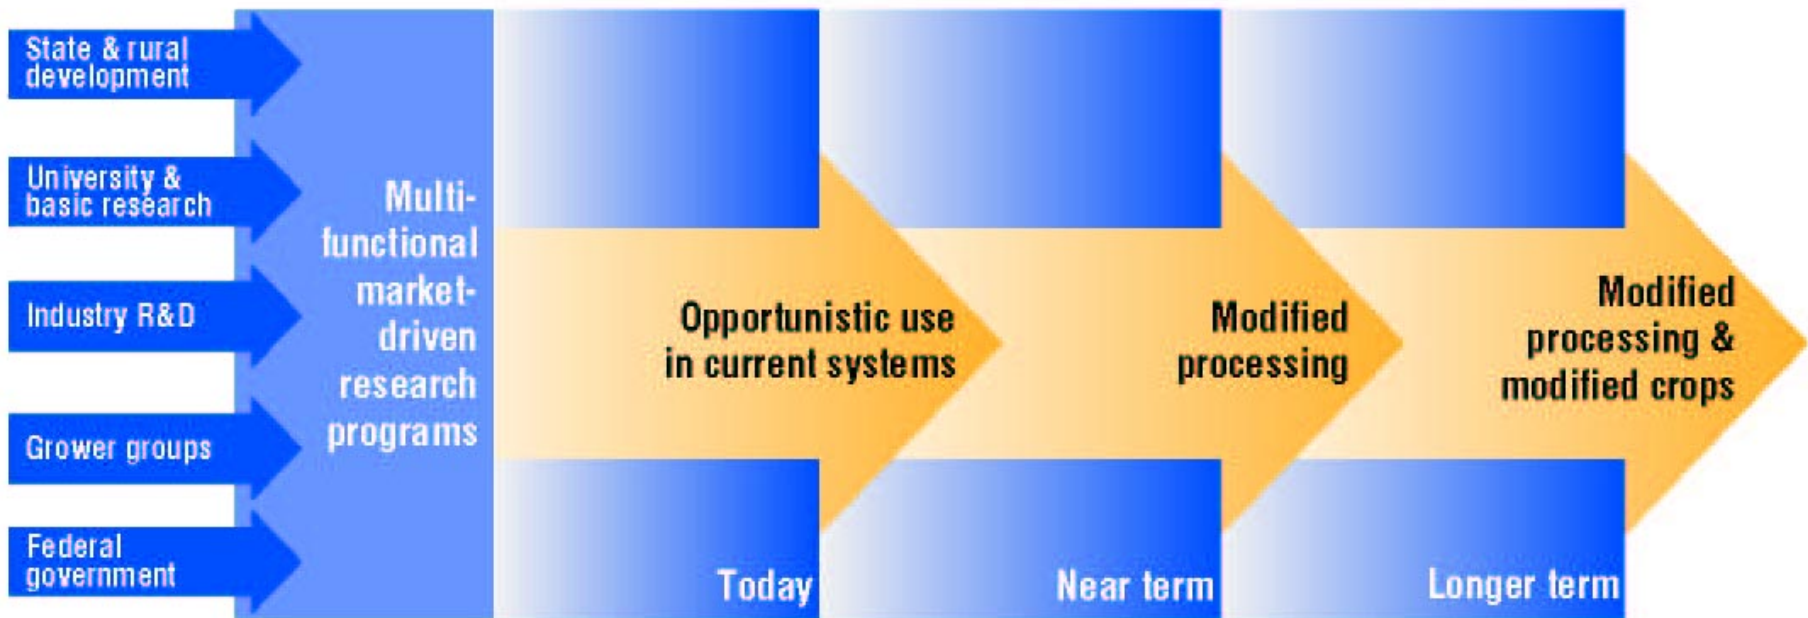 State & rural
development
University &
basic research
Industry R&D
Grower groups
Federal
government
Multi-
functional
market-
driven
research
programs
Opportunistic use
in current systems
Today
Modified
processing
Near term
Modified
processing &
modified crops
Longer term